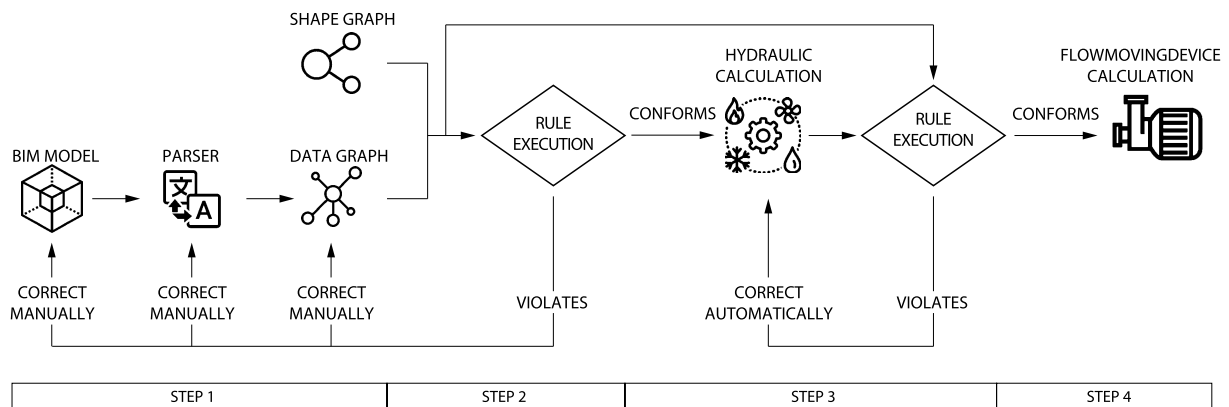 SHAPE GRAPH
BIM MODEL
PARSER
文
A
DATA GRAPH
RULE
EXECUTION
CONFORMS
HYDRAULIC
CALCULATION
RULE
EXECUTION
CONFORMS
FLOWMOVINGDEVICE
CALCULATION
CORRECT
MANUALLY
CORRECT
MANUALLY
CORRECT
MANUALLY
VIOLATES
CORRECT
AUTOMATICALLY
VIOLATES
STEP 1
STEP 2
STEP 3
STEP 4